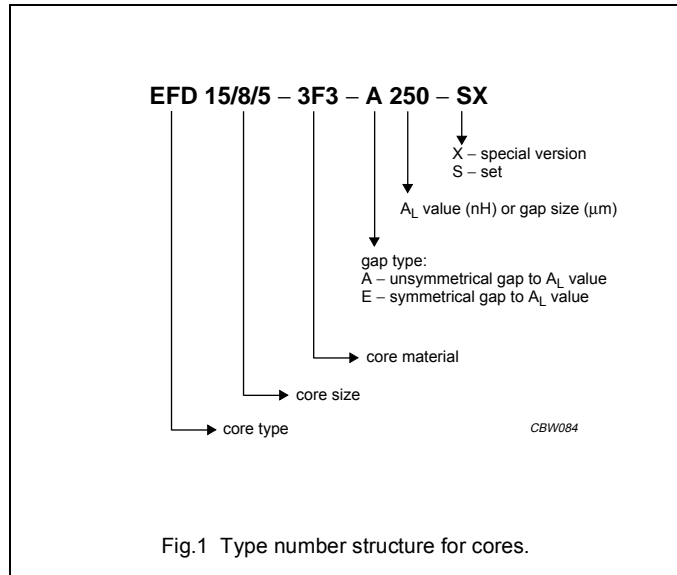 EFD 15/8/5 – 3F3 – A 250 – SX
X – special version
S – set
AL value (nH) or gap size (μm)
gap type:
A – unsymmetrical gap to AL value
E – symmetrical gap to AL value
core material
core size
core type
CBW084
Fig.1 Type number structure for cores.